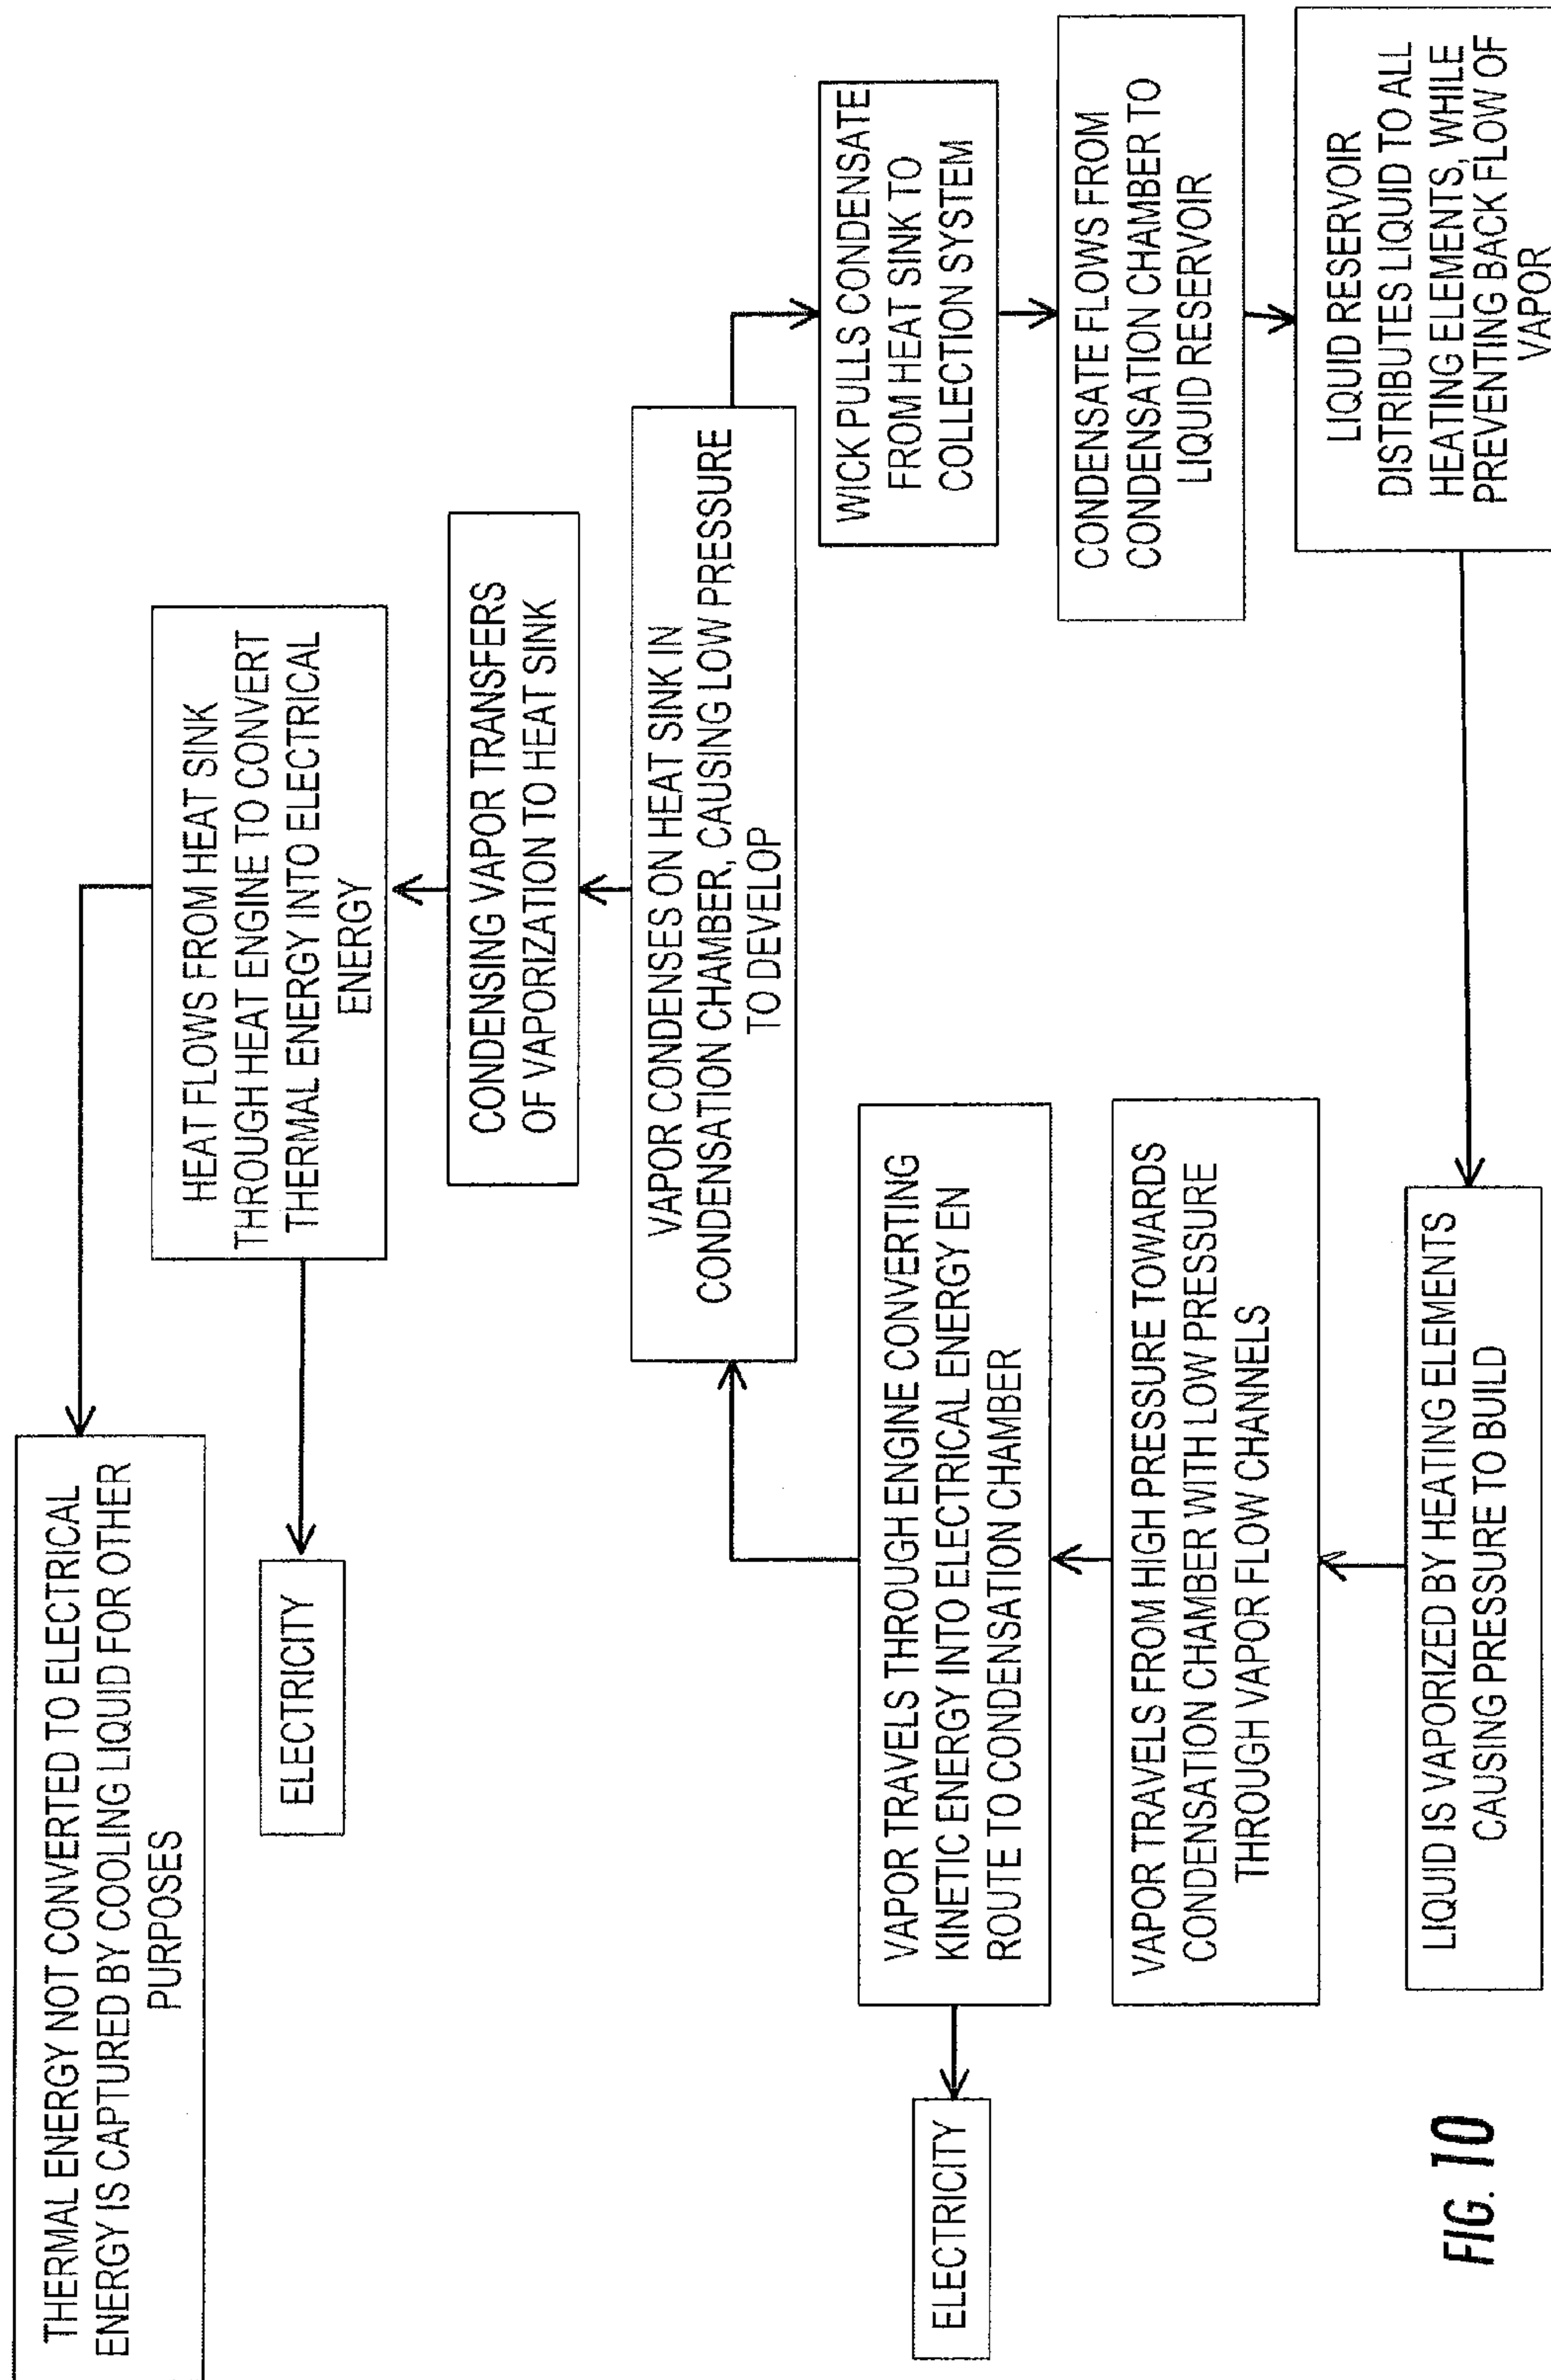 THERMAL ENERGY NOT CONVERTED TO ELECTRICAL
ENERGY IS CAPTURED BY COOLING LIQUID FOR OTHER
PURPOSES
HEAT FLOWS FROM HEAT SINK
THROUGH HEAT ENGINE TO CONVERT
THERMAL ENERGY INTO ELECTRICAL
ENERGY
ELECTRICITY
CONDENSING VAPOR TRANSFERS
OF VAPORIZATION TO HEAT SINK
VAPOR CONDENSES ON HEAT SINK IN
CONDENSATION CHAMBER, CAUSING LOW PRESSURE
TO DEVELOP
WICK PULLS CONDENSATE
FROM HEAT SINK TO
COLLECTION SYSTEM
CONDENSATE FLOWS FROM
CONDENSATION CHAMBER TO
LIQUID RESERVOIR
LIQUID RESERVOIR
DISTRIBUTES LIQUID TO ALL
HEATING ELEMENTS, WHILE
PREVENTING BACK FLOW OF
VAPOR
VAPOR TRAVELS THROUGH ENGINE CONVERTING
KINETIC ENERGY INTO ELECTRICAL ENERGY EN
ROUTE TO CONDENSATION CHAMBER
ELECTRICITY
VAPOR TRAVELS FROM HIGH PRESSURE TOWARDS
CONDENSATION CHAMBER WITH LOW PRESSURE
THROUGH VAPOR FLOW CHANNELS
LIQUID IS VAPORIZED BY HEATING ELEMENTS
CAUSING PRESSURE TO BUILD
FIG. 10